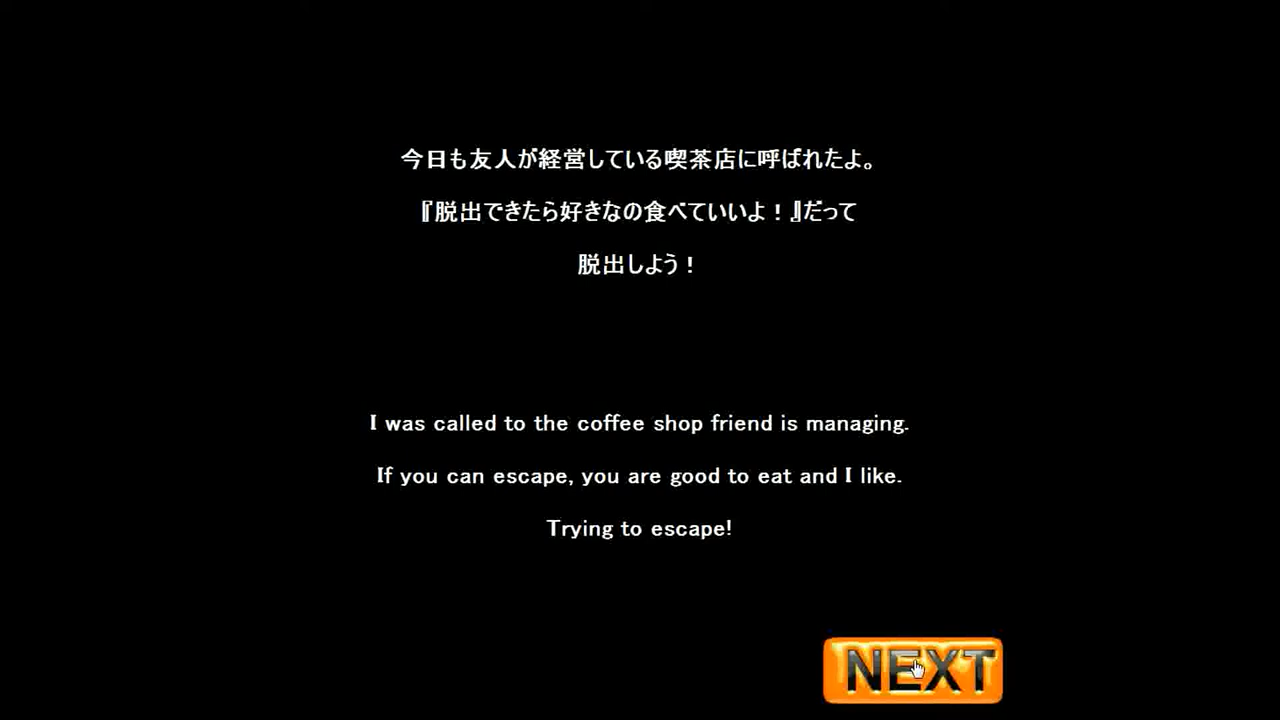 今日も友人が経営している喫茶店に呼ばれたよ。
『脱出できたら好きなの食べていいよ！』だって
脱出しよう！
I was called to the coffee shop friend is managing.
If you can escape, you are good to eat and I like.
Trying to escape!
NEXT